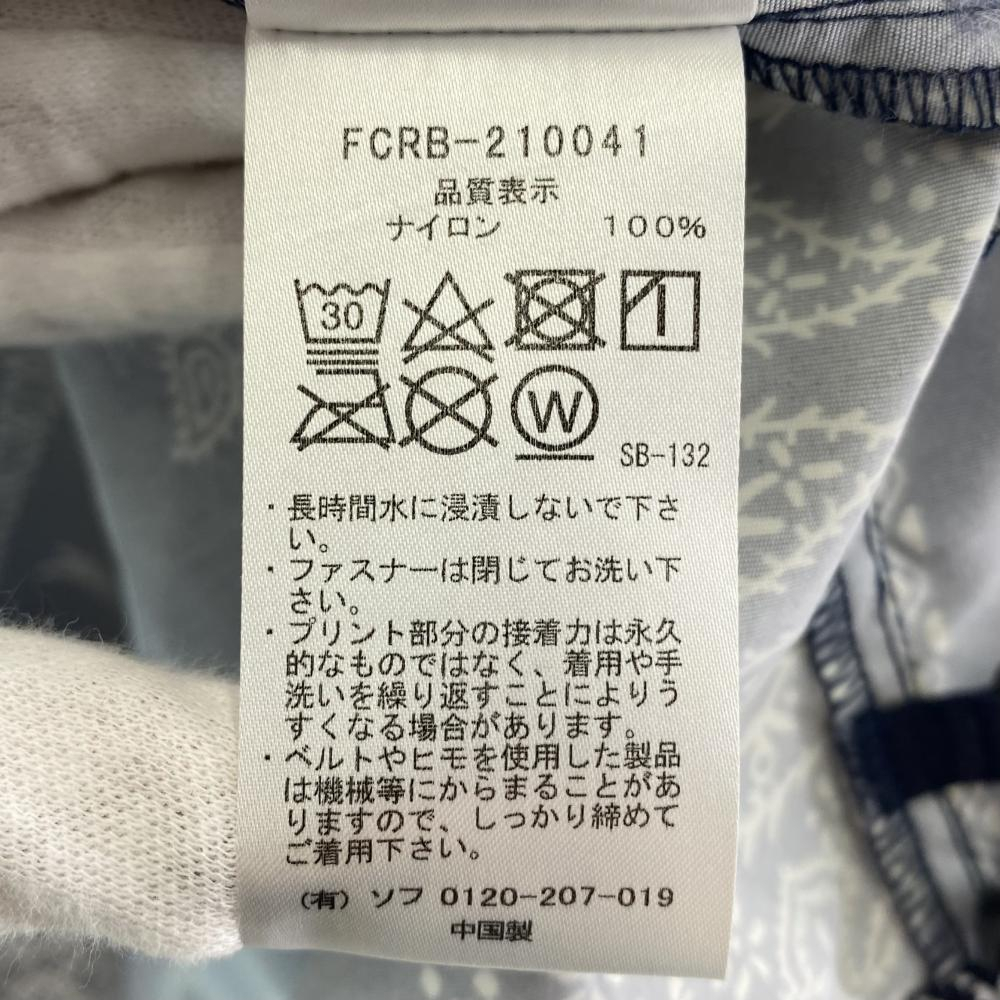 FCRB-210041
品質表示
ナイロン 100%
30
W
SB-132
・長時間水に浸漬しないで下さ
い。
・ファスナーは閉じてお洗い下
さい。
・プリント部分の接着力は永久
的なものではなく、着用や手
洗いを繰り返すことによりう
すくなる場合があります。
・ベルトやヒモを使用した製品
は機械等にからまることがあ
りますので、しっかり締めて
ご着用下さい。
(有) ソフ 0120-207-019
中国製